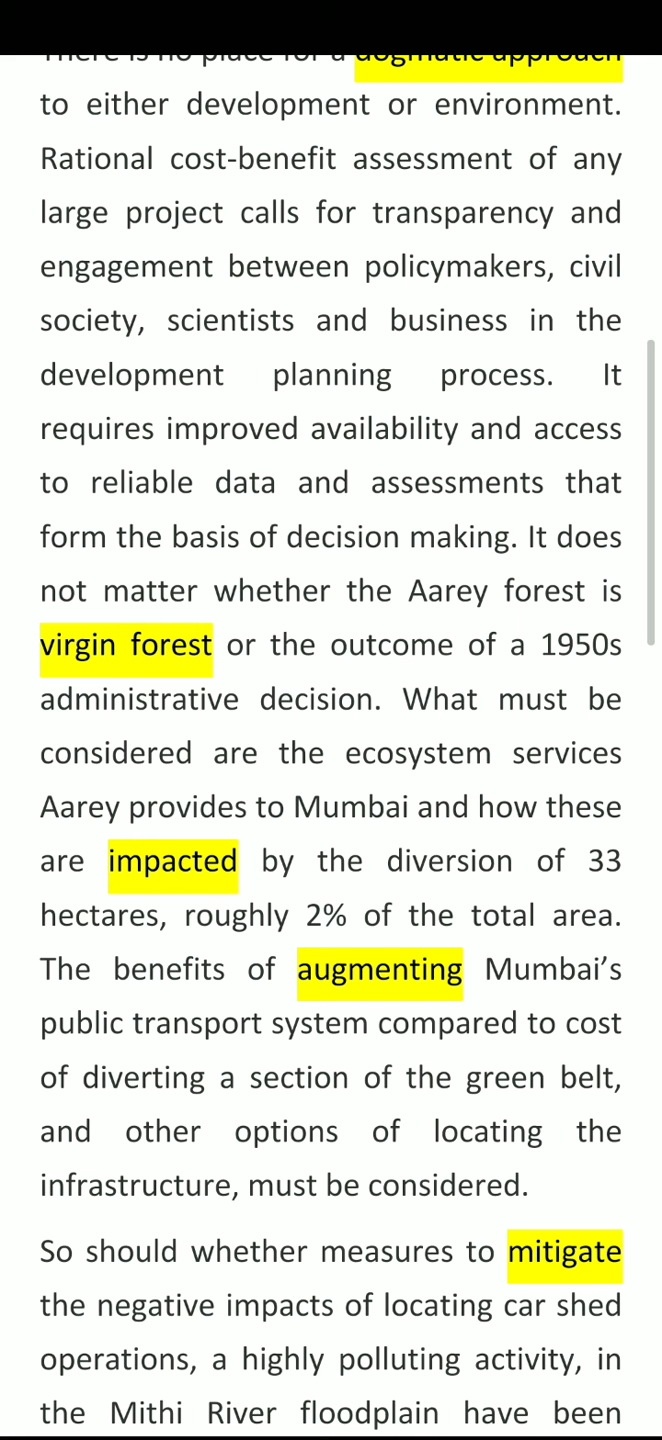 There is no place for a dogmatic approach
to either development or environment.
Rational cost-benefit assessment of any
large project calls for transparency and
engagement between policymakers, civil
society, scientists and business in the
development planning process. It
requires improved availability and access
to reliable data and assessments that
form the basis of decision making. It does
not matter whether the Aarey forest is
virgin forest or the outcome of a 1950s
administrative decision. What must be
considered are the ecosystem services
Aarey provides to Mumbai and how these
are impacted by the diversion of 33
hectares, roughly 2% of the total area.
The benefits of augmenting Mumbai’s
public transport system compared to cost
of diverting a section of the green belt,
and other options of locating the
infrastructure, must be considered.
So should whether measures to mitigate
the negative impacts of locating car shed
operations, a highly polluting activity, in
the Mithi River floodplain have been